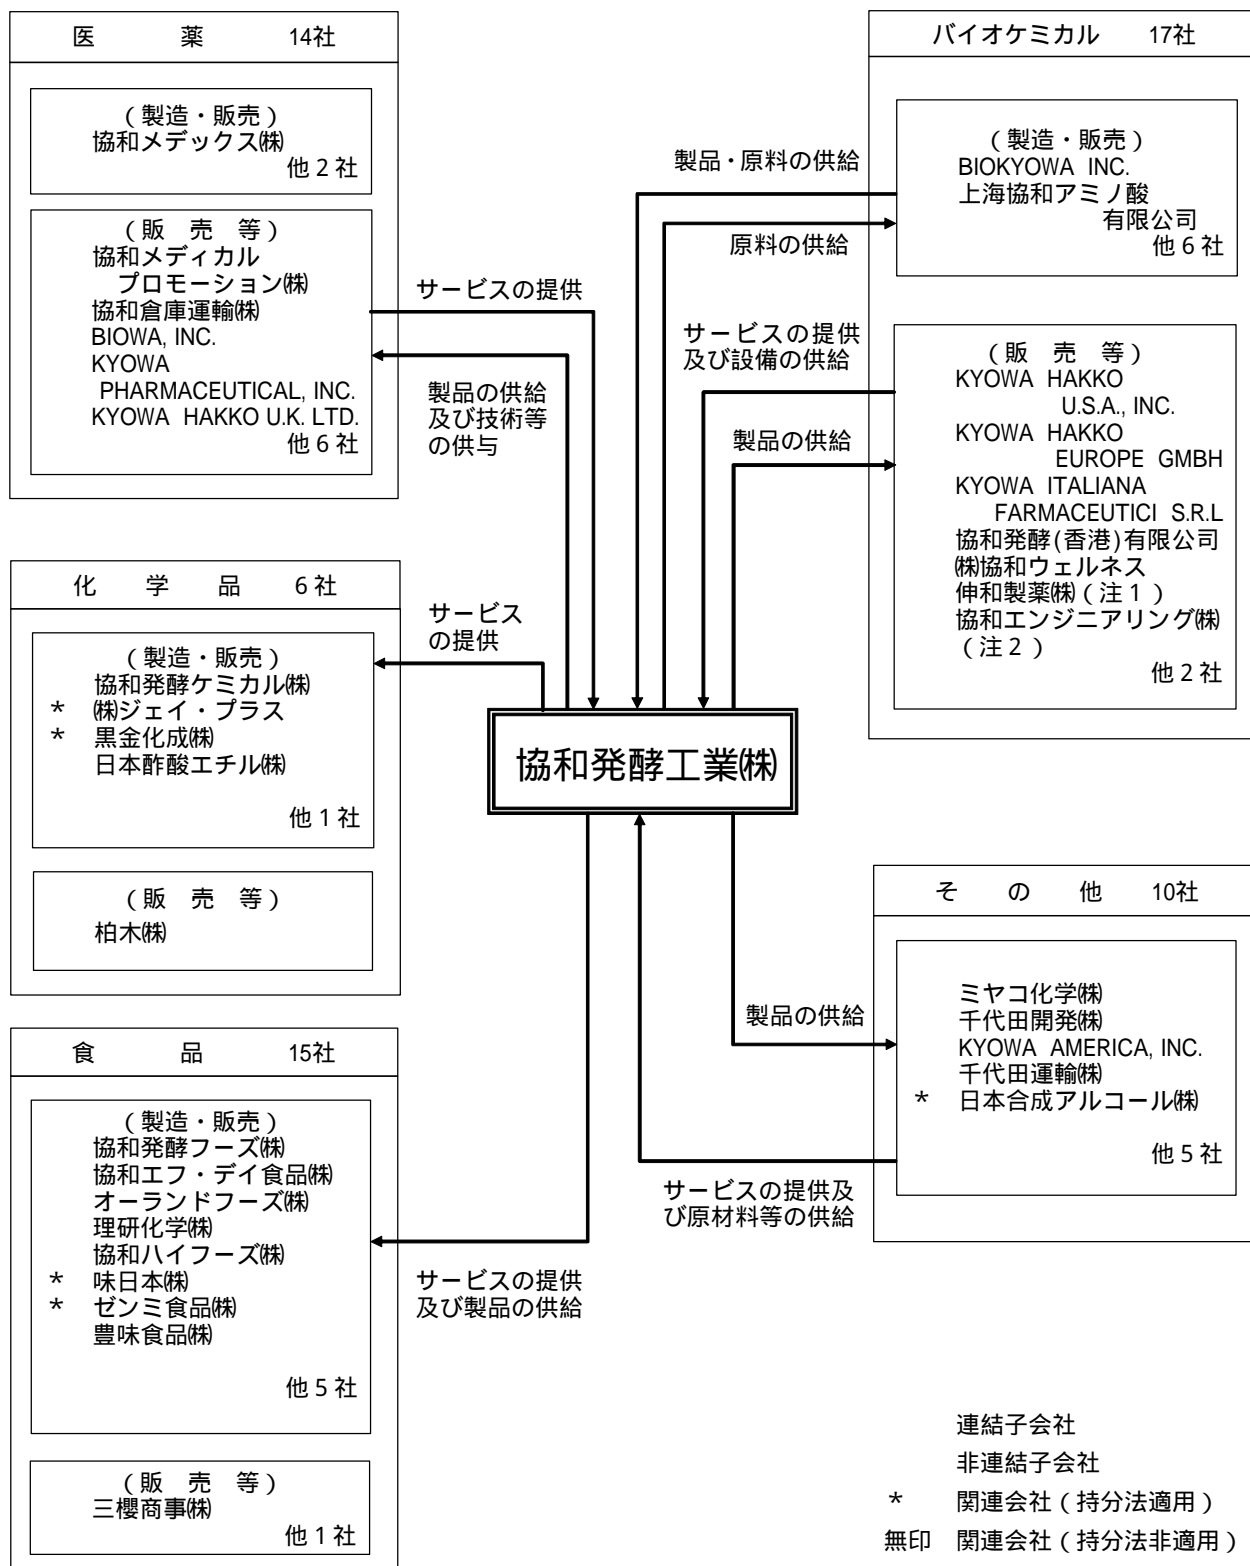 医 薬 14社
(製造・販売)
協和メデックス㈱
他2社
(販 売 等)
協和メディカル
プロモーション㈱
協和倉庫運輸㈱
BIOWA, INC.
KYOWA
PHARMACEUTICAL, INC.
KYOWA HAKKO U.K. LTD.
他6社
サービスの提供
製品の供給
及び技術等
の供与
バイオケミカル 17社
(製造・販売)
BIOKYOWA INC.
上海協和アミノ酸
有限公司
他6社
製品・原料の供給
原料の供給
サービスの提供
及び設備の供給
製品の供給
(販 売 等)
KYOWA HAKKO
U.S.A., INC.
KYOWA HAKKO
EUROPE GMBH
KYOWA ITALIANA
FARMACEUTICI S.R.L
協和発酵(香港)有限公司
㈱協和ウェルネス
伸和製薬㈱(注1)
協和エンジニアリング㈱
(注2)
他2社
化 学 品 6社
(製造・販売)
協和発酵ケミカル㈱
* ㈱ジェイ・プラス
* 黒金化成㈱
日本酢酸エチル㈱
他1社
(販 売 等)
柏木㈱
サービス
の提供
協和発酵工業㈱
食 品 15社
(製造・販売)
協和発酵フーズ㈱
協和エフ・デイ食品㈱
オーランドフーズ㈱
理研化学㈱
協和ハイフーズ㈱
* 味日本㈱
* ゼンミ食品㈱
豊味食品㈱
他5社
(販 売 等)
三櫻商事㈱
他1社
サービスの提供
及び製品の供給
そ の 他 10社
ミヤコ化学㈱
千代田開発㈱
KYOWA AMERICA, INC.
千代田運輸㈱
* 日本合成アルコール㈱
他5社
製品の供給
サービスの提供及
び原材料等の供給
連結子会社
非連結子会社
* 関連会社(持分法適用)
無印 関連会社(持分法非適用)